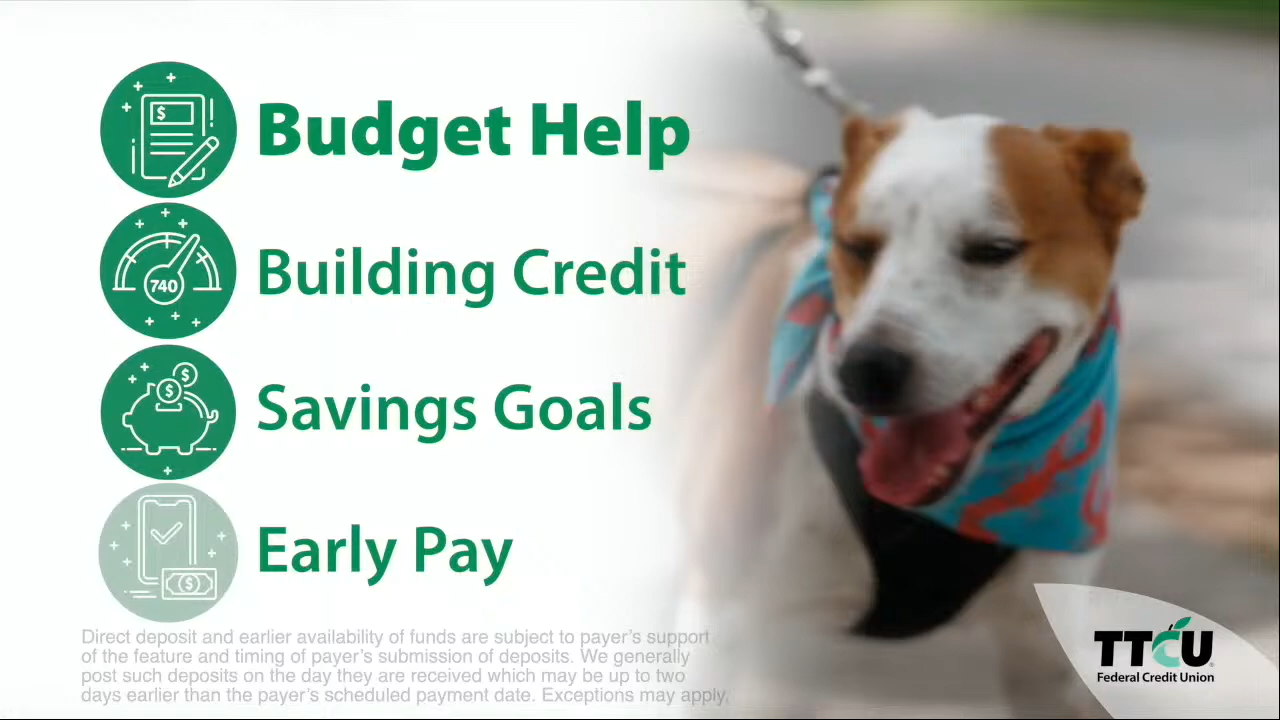 $
Budget Help
740
Building Credit
$ $
Savings Goals
$
Early Pay
Direct deposit and earlier availability of funds are subject to payer's support
of the feature and timing of payer's submission of deposits. We generally
post such deposits on the day they are received which may be up to two
days earlier than the payer's scheduled payment date. Exceptions may apply.
TTCU
Federal Credit Union